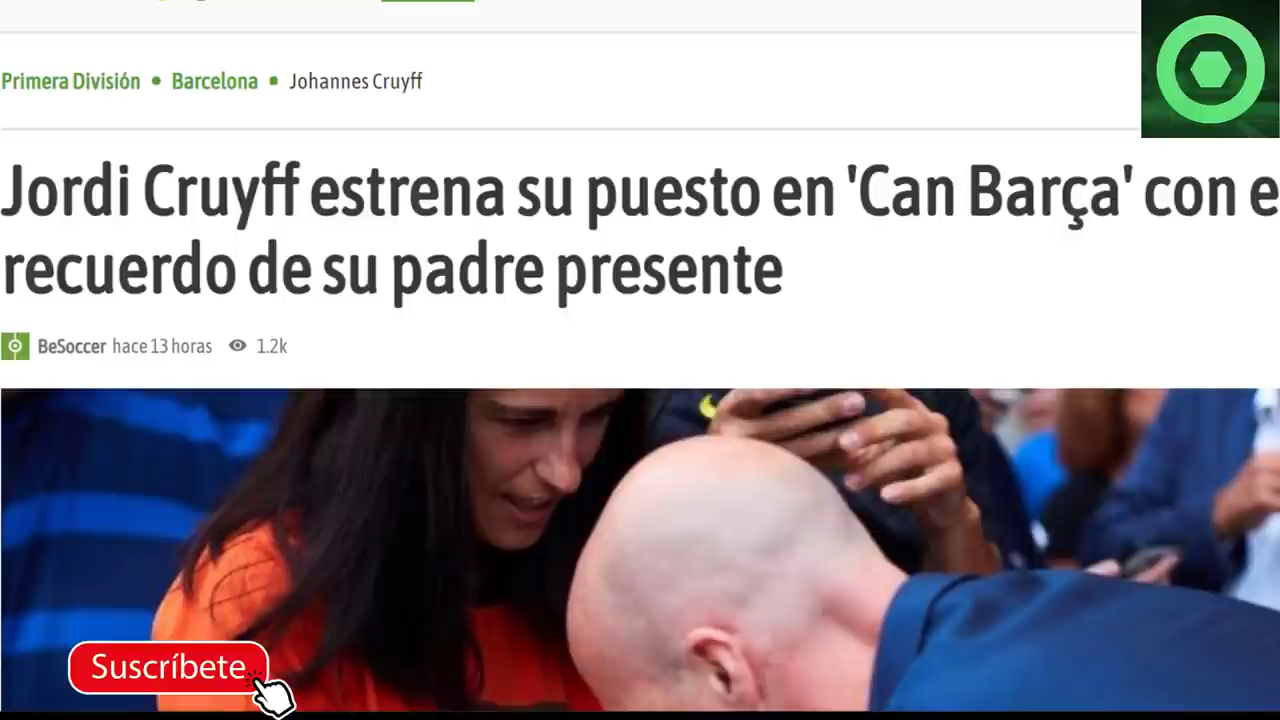 Primera División • Barcelona • Johannes Cruyff
Jordi Cruyff estrena su puesto en 'Can Barça' con e
recuerdo de su padre presente
BeSoccer hace 13 horas 1.2k
Suscríbete